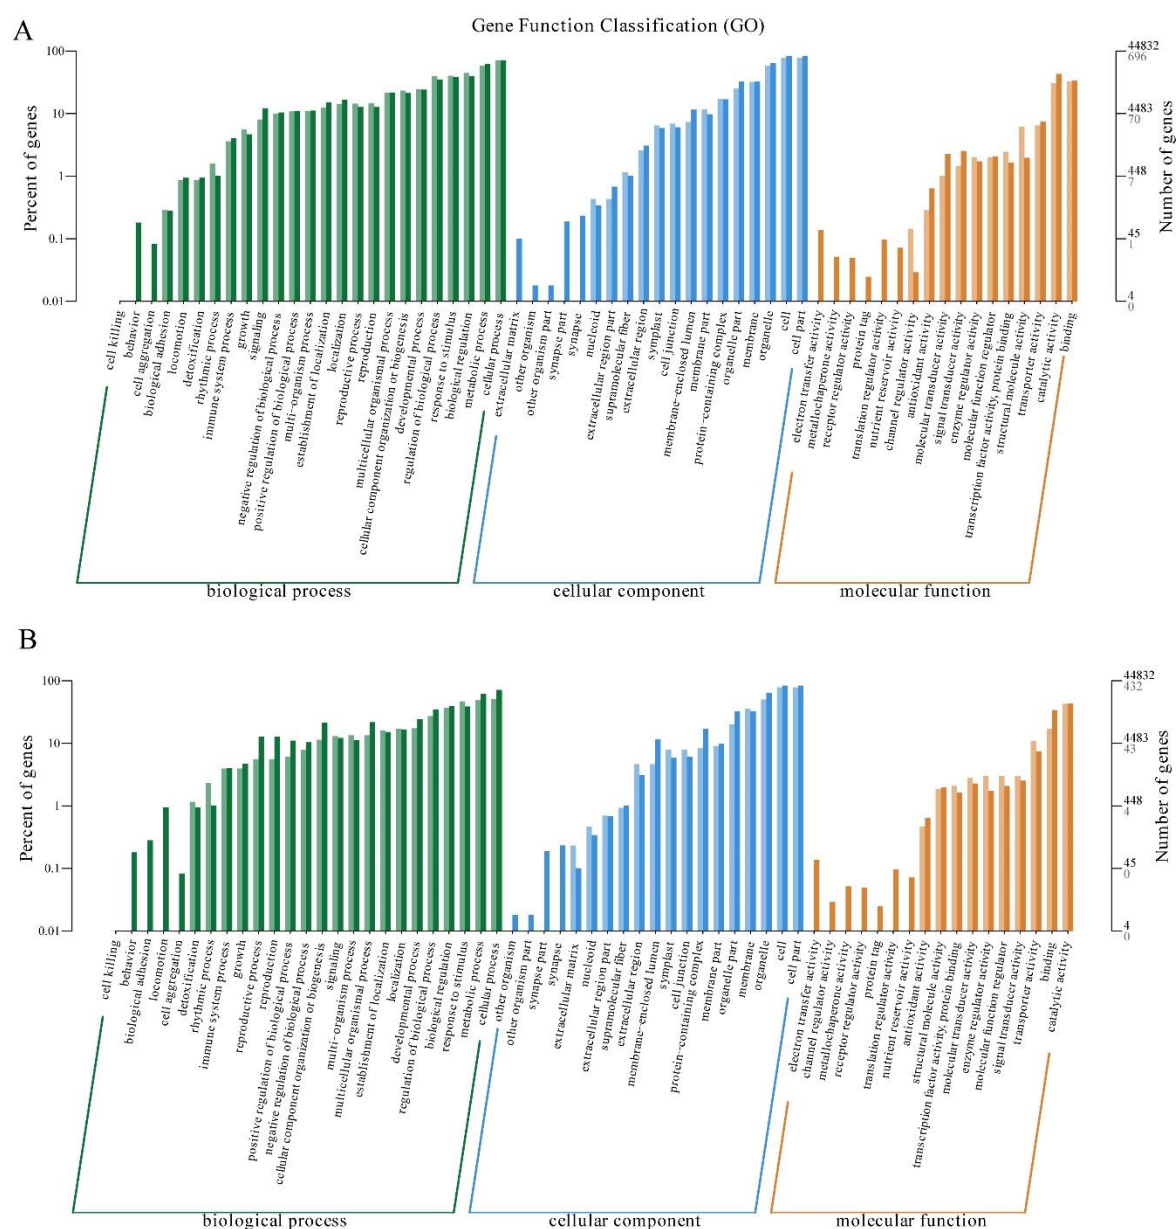 A
Gene Function Classification (GO)
Percent of genes
100
10
1
0.1
0.01
44832
696
4483
70
448
7
45
1
4
0
Number of genes
cell killing
behavior
cell aggregation
biological adhesion
locomotion
detoxification
rhythmic process
immune system process
growth
signaling
negative regulation of biological process
positive regulation of biological process
multi-organism process
establishment of localization
localization
reproductive process
reproduction
multicellular organismal process
cellular component organization or biogenesis
developmental process
regulation of biological process
response to stimulus
biological regulation
metabolic process
cellular process
extracellular matrix
other organism
other organism part
synapse part
synapse
nucleoid
extracellular region part
supramolecular fiber
extracellular region
symplast
cell junction
membrane-enclosed lumen
membrane part
protein-containing complex
organelle part
membrane
organelle
cell
cell part
electron transfer activity
metallochaperone activity
receptor regulator activity
protein tag
translation regulator activity
nutrient reservoir activity
channel regulator activity
antioxidant activity
molecular transducer activity
signal transducer activity
enzyme regulator activity
molecular function regulator
transcription factor activity, protein binding
structural molecule activity
transporter activity
catalytic activity
binding
biological process
cellular component
molecular function
B
Percent of genes
100
10
1
0.1
0.01
44832
432
4483
43
448
4
45
0
4
0
Number of genes
cell killing
behavior
biological adhesion
locomotion
cell aggregation
detoxification
rhythmic process
immune system process
growth
reproductive process
reproduction
positive regulation of biological process
negative regulation of biological process
cellular component organization or biogenesis
signaling
multi-organism process
multicellular organismal process
establishment of localization
localization
developmental process
regulation of biological process
biological regulation
response to stimulus
metabolic process
cellular process
other organism
other organism part
synapse part
synapse
extracellular matrix
nucleoid
extracellular region part
supramolecular fiber
extracellular region
membrane-enclosed lumen
symplast
cell junction
protein-containing complex
membrane part
organelle part
membrane
organelle
cell
cell part
electron transfer activity
channel regulator activity
metallochaperone activity
receptor regulator activity
protein tag
translation regulator activity
nutrient reservoir activity
antioxidant activity
structural molecule activity
transcription factor activity, protein binding
molecular transducer activity
enzyme regulator activity
molecular function regulator
signal transducer activity
transporter activity
binding
catalytic activity
biological process
cellular component
molecular function